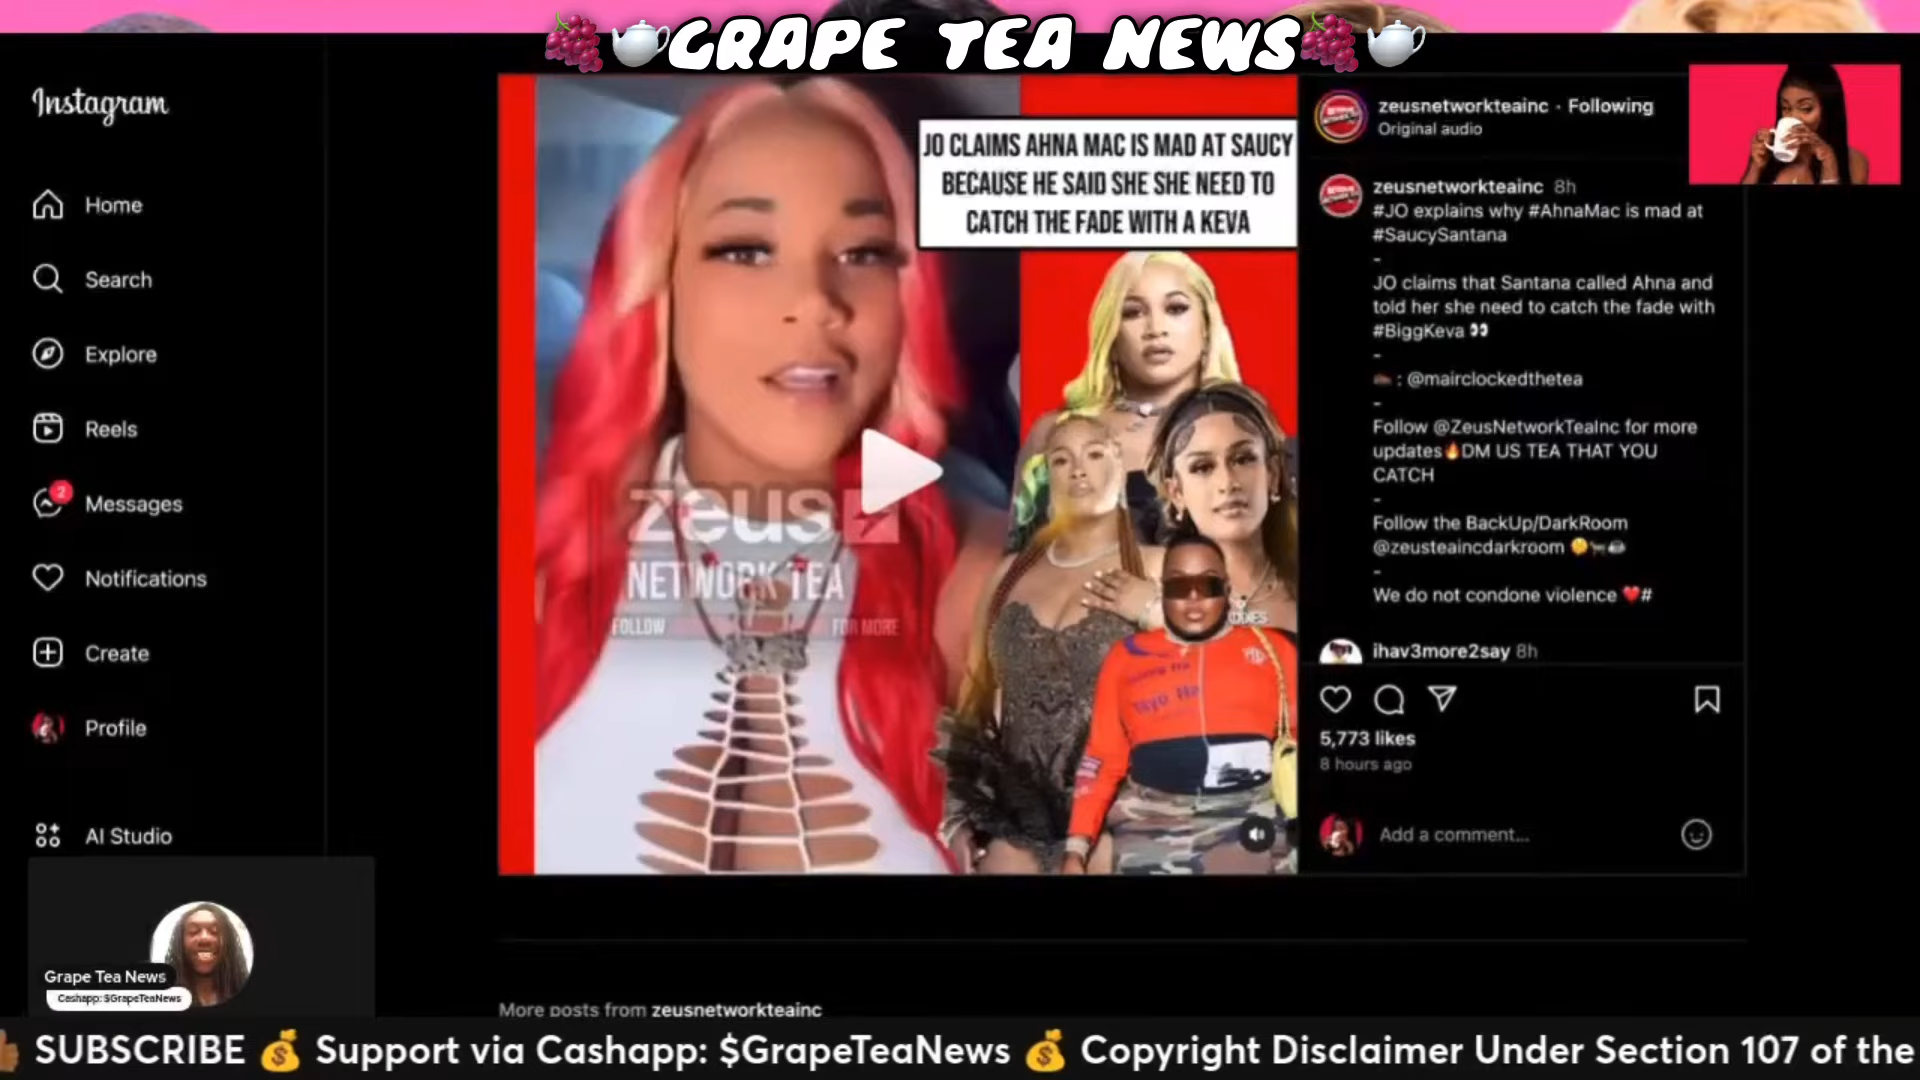 GRAPE TEA NEWS
Instagram
Home
Search
Explore
Reels
2
Messages
Notifications
Create
Profile
AI Studio
Grape Tea News
Cashapp: $GrapeTeaNews
JO CLAIMS AHNA MAC IS MAD AT SAUCY
BECAUSE HE SAID SHE SHE NEED TO
CATCH THE FADE WITH A KEVA
zeus
NETWORK TEA
FOLLOW
FOR MORE
zeusnetworkteainc · Following
Original audio
zeusnetworkteainc 8h
#JO explains why #AhnaMac is mad at
#SaucySantana
-
JO claims that Santana called Ahna and
told her she need to catch the fade with
#BiggKeva 👀
-
: @mairclockedthetea
-
Follow @ZeusNetworkTeaInc for more
updates🔥DM US TEA THAT YOU
CATCH
-
Follow the BackUp/DarkRoom
@zeusteaincdarkroom
-
We do not condone violence ❤️#
ihav3more2say 8h
5,773 likes
8 hours ago
Add a comment...
More posts from zeusnetworkteainc
SUBSCRIBE 💰 Support via Cashapp: $GrapeTeaNews 💰 Copyright Disclaimer Under Section 107 of the